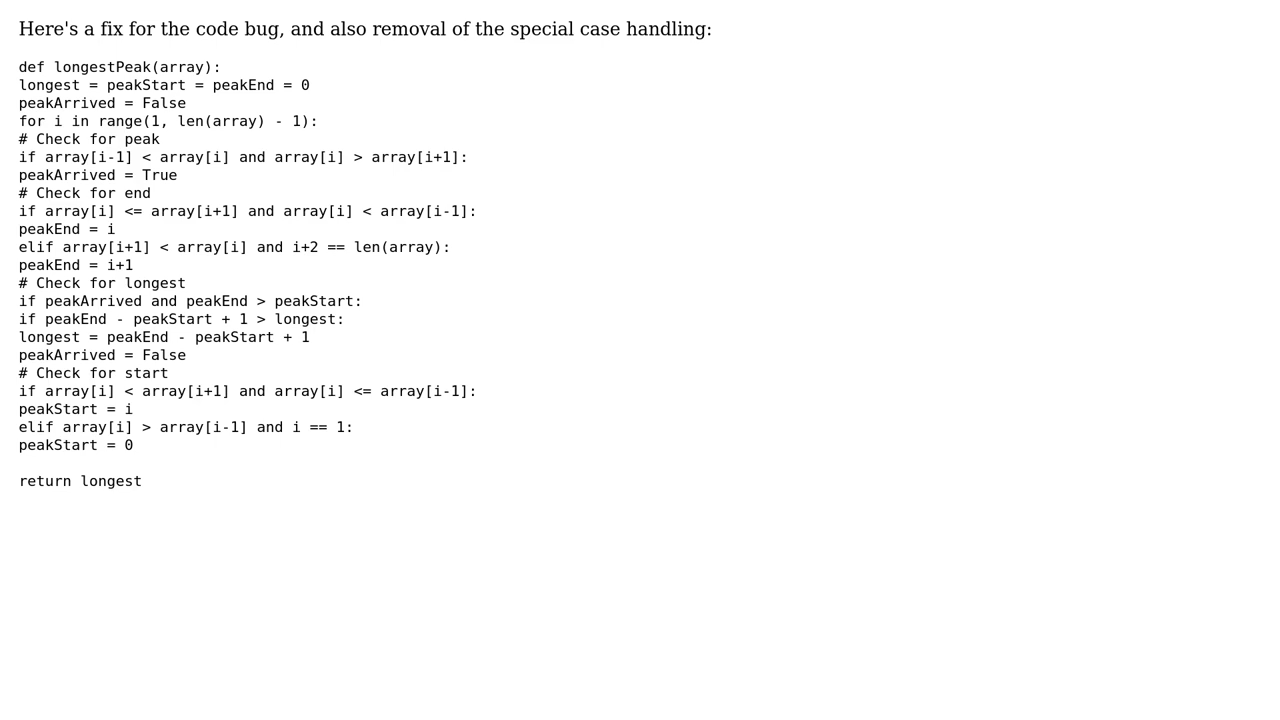 Here's a fix for the code bug, and also removal of the special case handling:
def longestPeak(array):
longest = peakStart = peakEnd = 0
peakArrived = False
for i in range(1, len(array) - 1):
# Check for peak
if array[i-1] < array[i] and array[i] > array[i+1]:
peakArrived = True
# Check for end
if array[i] <= array[i+1] and array[i] < array[i-1]:
peakEnd = i
elif array[i+1] < array[i] and i+2 == len(array):
peakEnd = i+1
# Check for longest
if peakArrived and peakEnd > peakStart:
if peakEnd - peakStart + 1 > longest:
longest = peakEnd - peakStart + 1
peakArrived = False
# Check for start
if array[i] < array[i+1] and array[i] <= array[i-1]:
peakStart = i
elif array[i] > array[i-1] and i == 1:
peakStart = 0
return longest